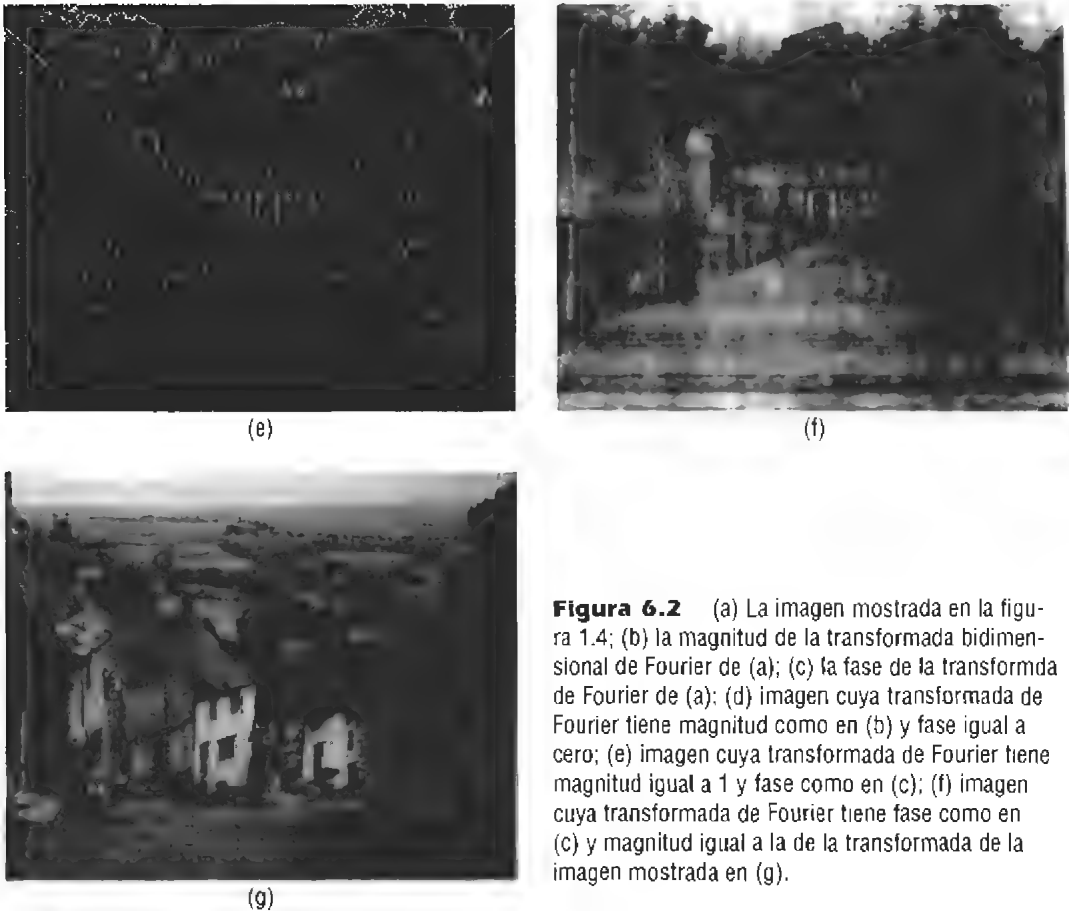 (e)
(f)
(g)
Figura 6.2 (a) La imagen mostrada en la figu-
ra 1.4; (b) la magnitud de la transformada bidimen-
sional de Fourier de (a); (c) la fase de la transformda
de Fourier de (a); (d) imagen cuya transformada de
Fourier tiene magnitud como en (b) y fase igual a
cero; (e) imagen cuya transformada de Fourier tiene
magnitud igual a 1 y fase como en (c); (f) imagen
cuya transformada de Fourier tiene fase como en
(c) y magnitud igual a la de la transformada de la
imagen mostrada en (g).